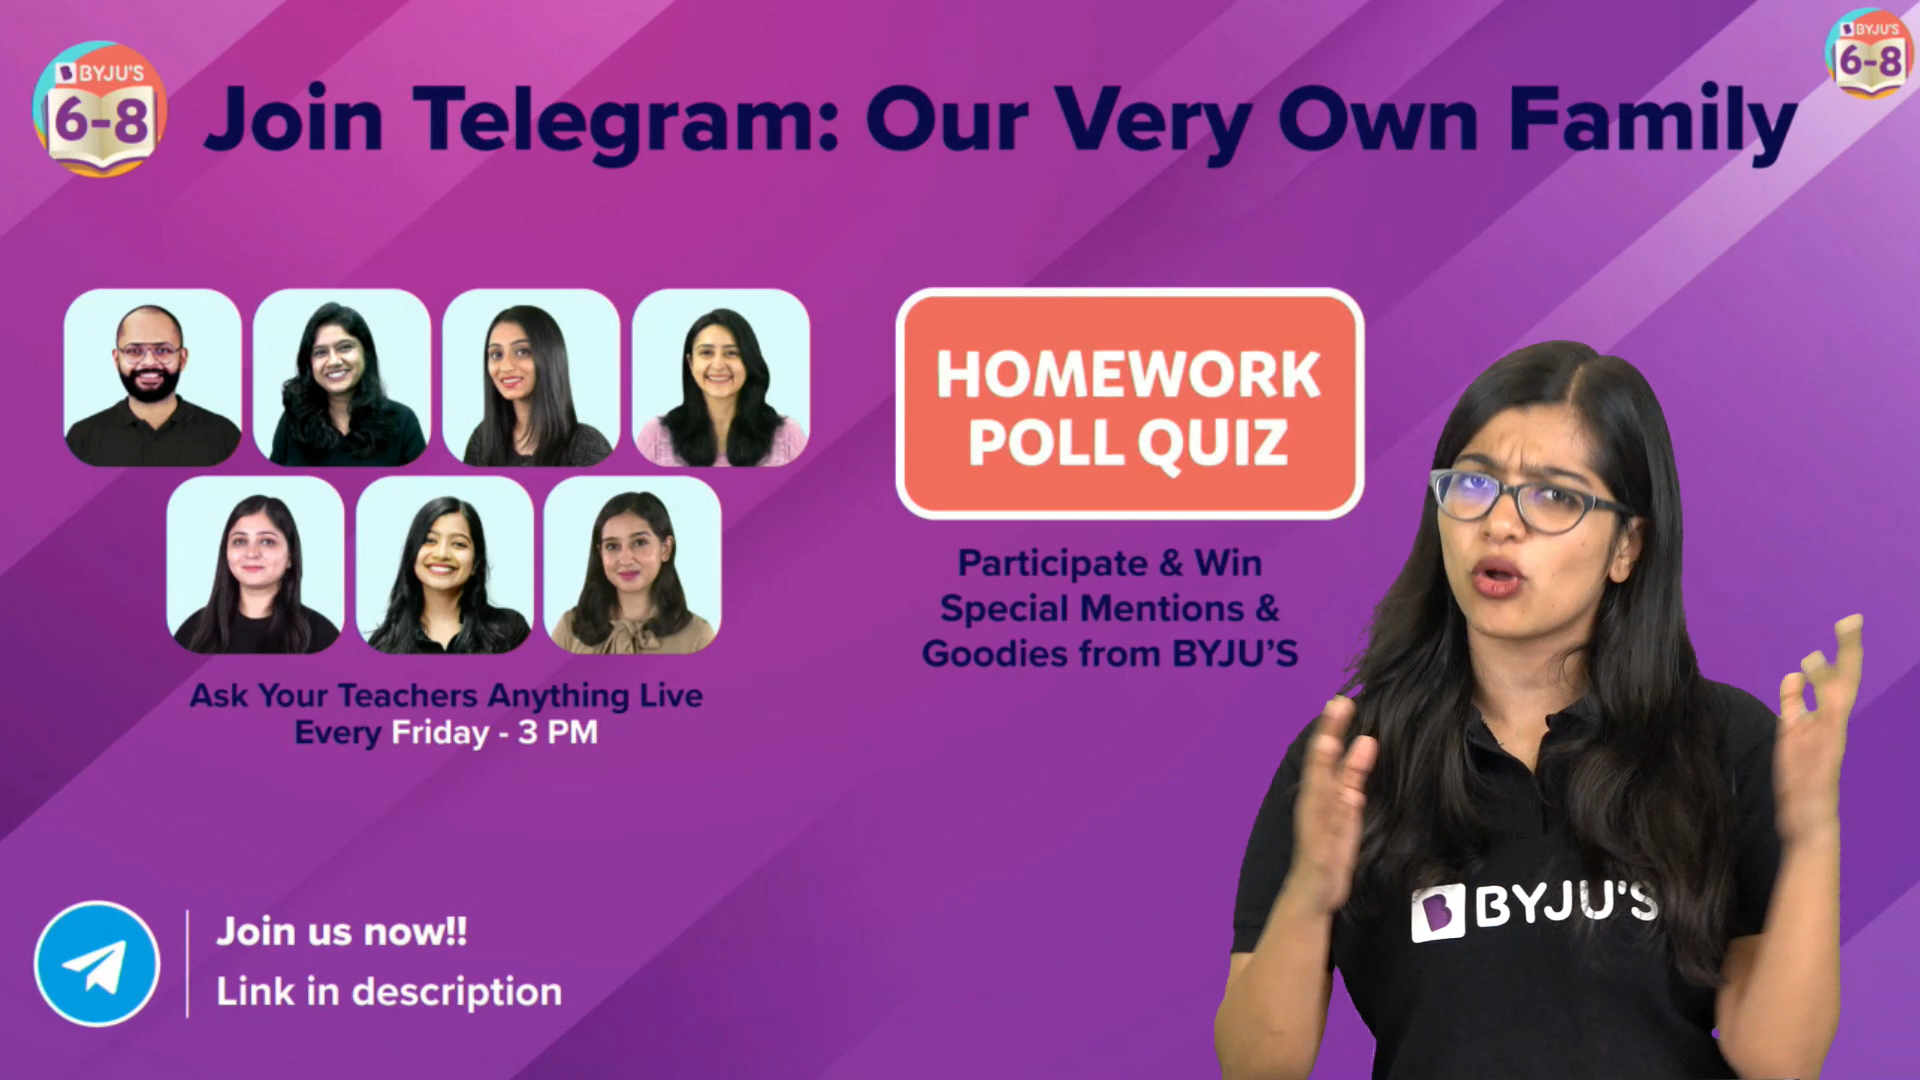 BYJU'S
6-8
Join Telegram: Our Very Own Family
BYJU'S
6-8
HOMEWORK
POLL QUIZ
Participate & Win
Special Mentions &
Goodies from BYJU'S
Ask Your Teachers Anything Live
Every Friday - 3 PM
BYJU'S
Join us now!!
Link in description